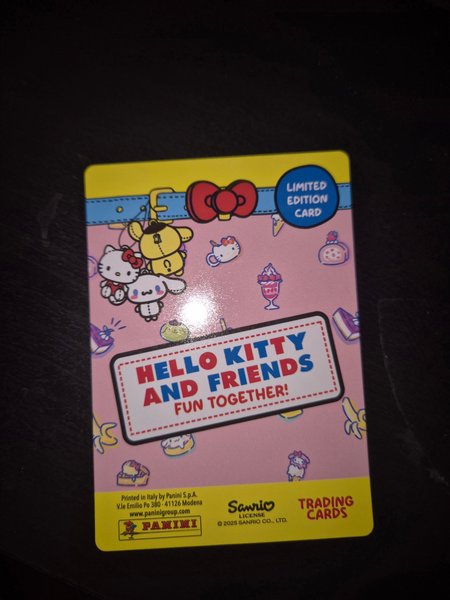 LIMITED
EDITION
CARD
HELLO KITTY
AND FRIENDS
FUN TOGETHER!
Printed in Italy by Panini S.p.A.
V.le Emilio Po 380 - 41126 Modena
www.paninigroup.com
PANINI
Sanrio
LICENSE
© 2025 SANRIO CO., LTD.
TRADING
CARDS